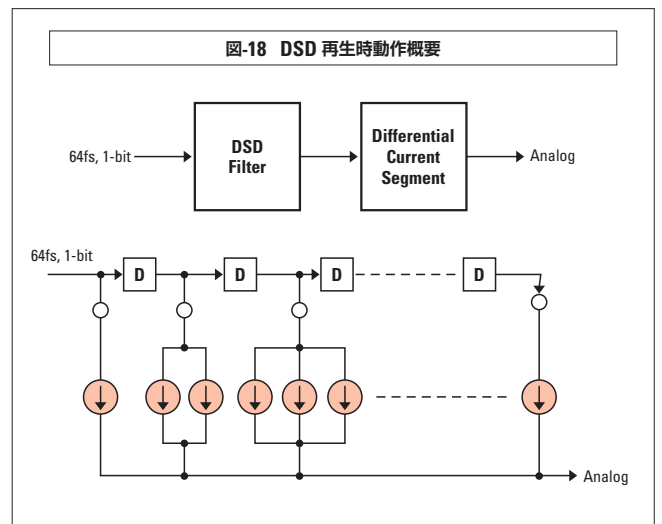 図-18 DSD 再生時動作概要
64fs, 1-bit
DSD
Filter
Differential
Current
Segment
Analog
64fs, 1-bit
D
D
D
D
Analog